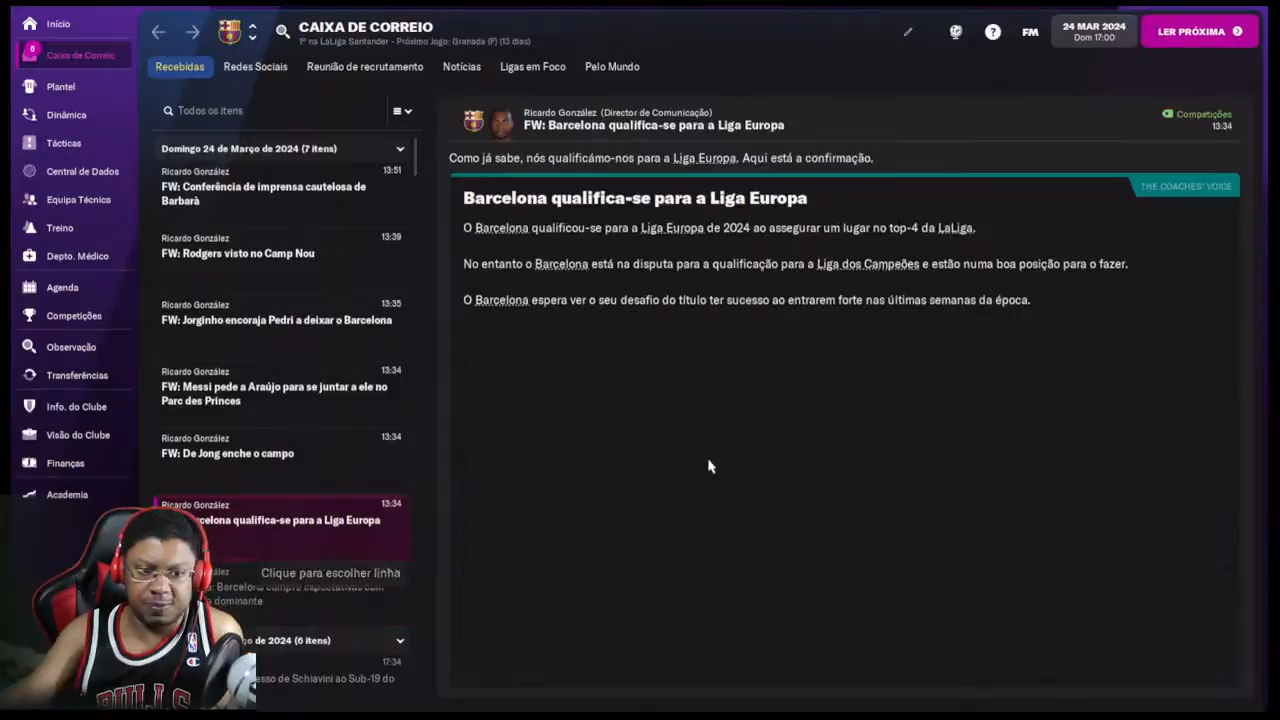 Início
6
Caixa de Correio
Plantel
Dinâmica
Tácticas
Central de Dados
Equipa Técnica
Treino
Depto. Médico
Agenda
Competições
Observação
Transferências
Info. do Clube
Visão do Clube
Finanças
Academia
CAIXA DE CORREIO
1º na LaLiga Santander - Próximo Jogo: Granada (F) (13 dias)
FM
24 MAR 2024
Dom 17:00
LER PRÓXIMA
Recebidas
Redes Sociais
Reunião de recrutamento
Notícias
Ligas em Foco
Pelo Mundo
Todos os itens
Domingo 24 de Março de 2024 (7 itens)
Ricardo González 13:51
FW: Conferência de imprensa cautelosa de
Barbarà
Ricardo González 13:39
FW: Rodgers visto no Camp Nou
Ricardo González 13:35
FW: Jorginho encoraja Pedri a deixar o Barcelona
Ricardo González 13:34
FW: Messi pede a Araújo para se juntar a ele no
Parc des Princes
Ricardo González 13:34
FW: De Jong enche o campo
Ricardo González 13:34
celona qualifica-se para a Liga Europa
Clique para escolher linha
dominante
ço de 2024 (6 itens)
17:34
esso de Schiavini ao Sub-19 do
Ricardo González (Director de Comunicação)
FW: Barcelona qualifica-se para a Liga Europa
Competições
13:34
Como já sabe, nós qualificámo-nos para a Liga Europa. Aqui está a confirmação.
THE COACHES' VOICE
Barcelona qualifica-se para a Liga Europa
O Barcelona qualificou-se para a Liga Europa de 2024 ao assegurar um lugar no top-4 da LaLiga.
No entanto o Barcelona está na disputa para a qualificação para a Liga dos Campeões e estão numa boa posição para o fazer.
O Barcelona espera ver o seu desafio do título ter sucesso ao entrarem forte nas últimas semanas da época.
BULLS